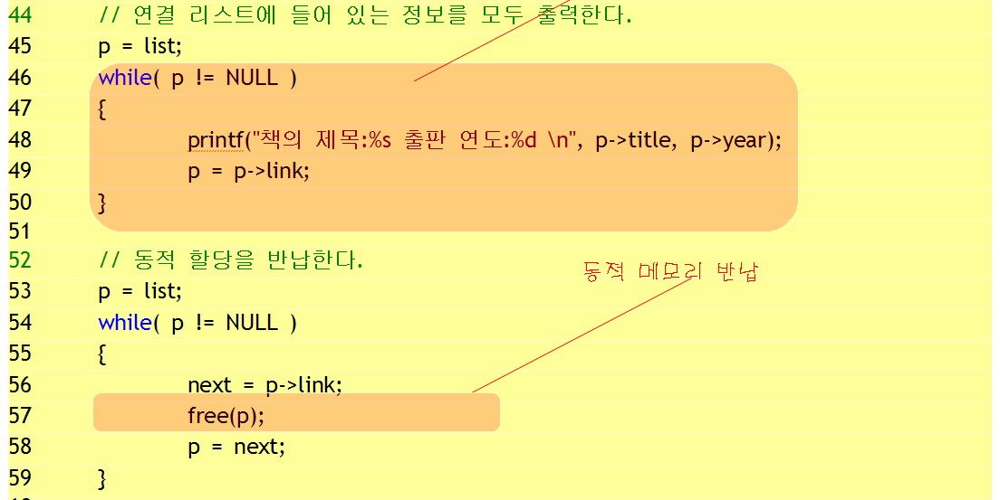 44 // 연결 리스트에 들어 있는 정보를 모두 출력한다.
45 p = list;
46 while( p != NULL )
47 {
48 printf("책의 제목:%s 출판 연도:%d \n", p->title, p->year);
49 p = p->link;
50 }
51
52 // 동적 할당을 반납한다.
동적 메모리 반납
53 p = list;
54 while( p != NULL )
55 {
56 next = p->link;
57 free(p);
58 p = next;
59 }